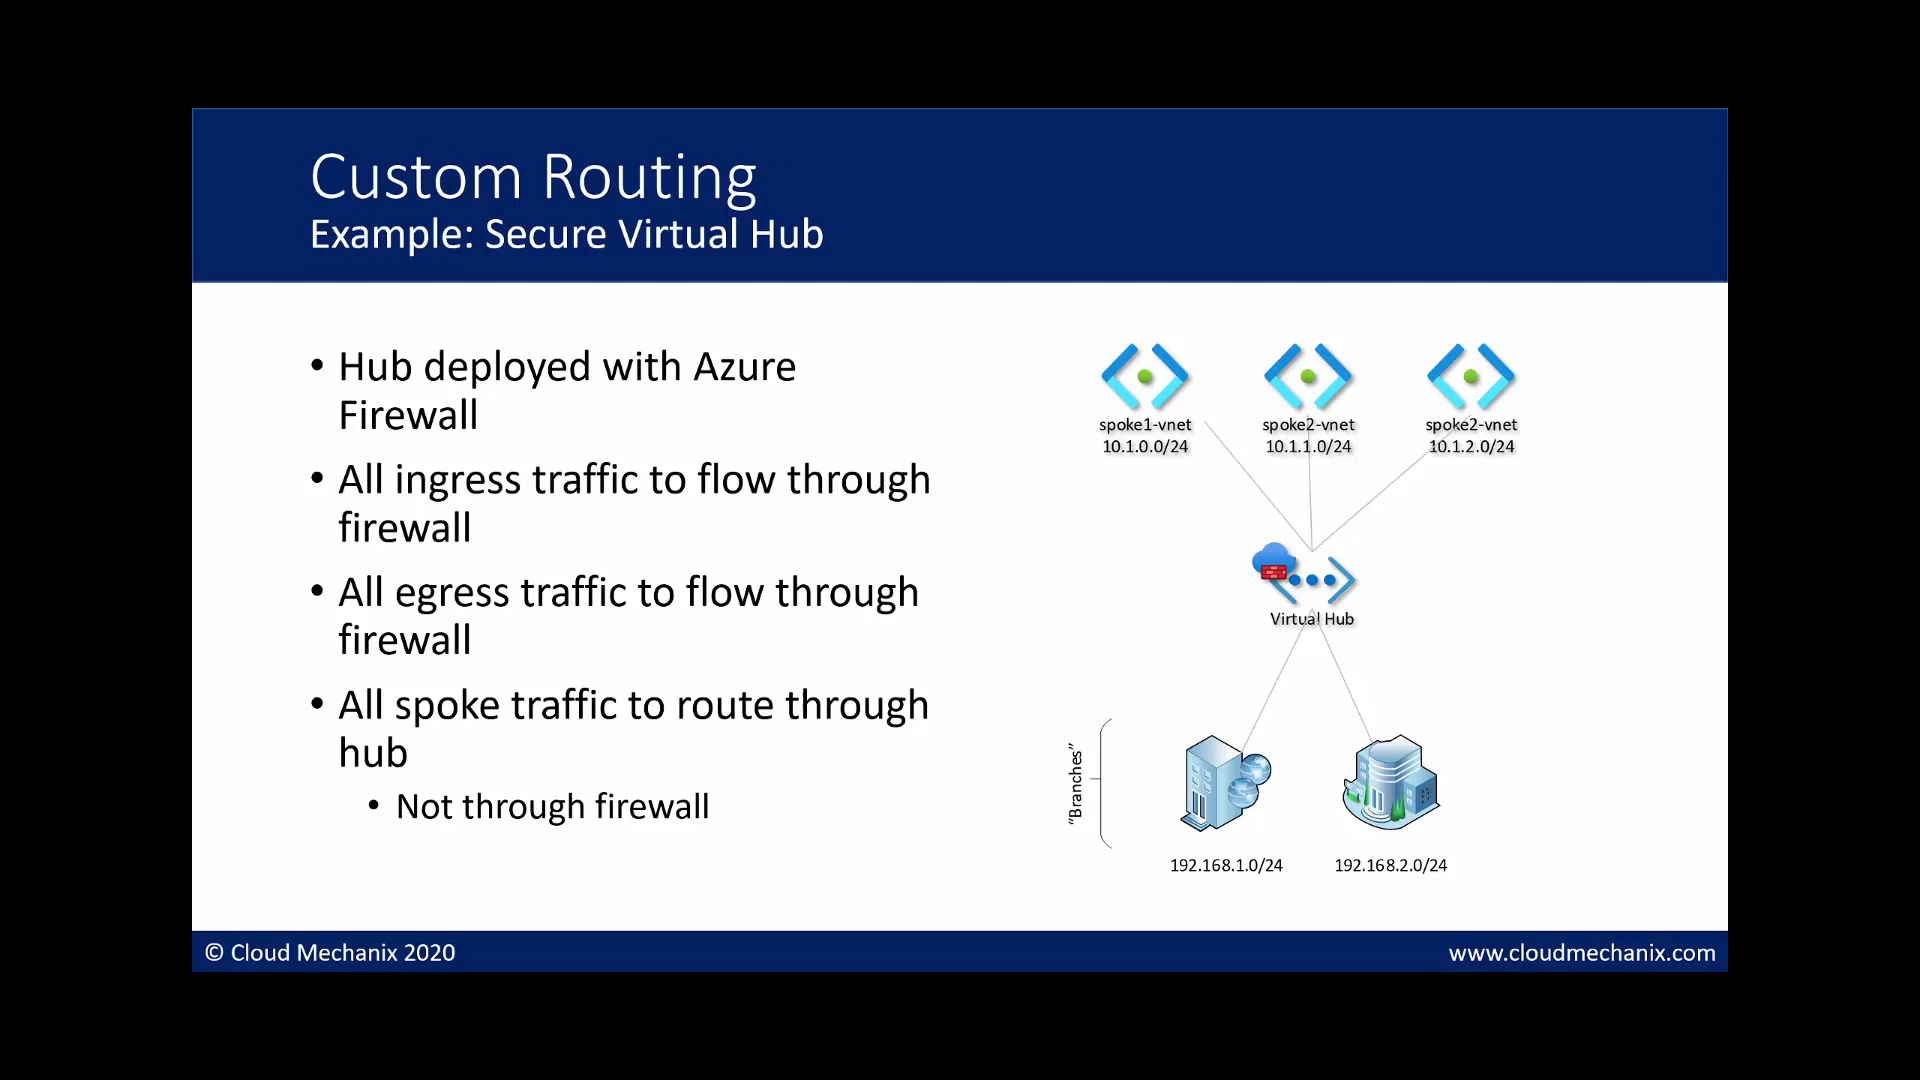 Custom Routing
Example: Secure Virtual Hub
• Hub deployed with Azure
Firewall
• All ingress traffic to flow through
firewall
• All egress traffic to flow through
firewall
• All spoke traffic to route through
hub
• Not through firewall
spoke1-vnet
10.1.0.0/24
spoke2-vnet
10.1.1.0/24
spoke2-vnet
10.1.2.0/24
Virtual Hub
“Branches”
192.168.1.0/24
192.168.2.0/24
© Cloud Mechanix 2020
www.cloudmechanix.com